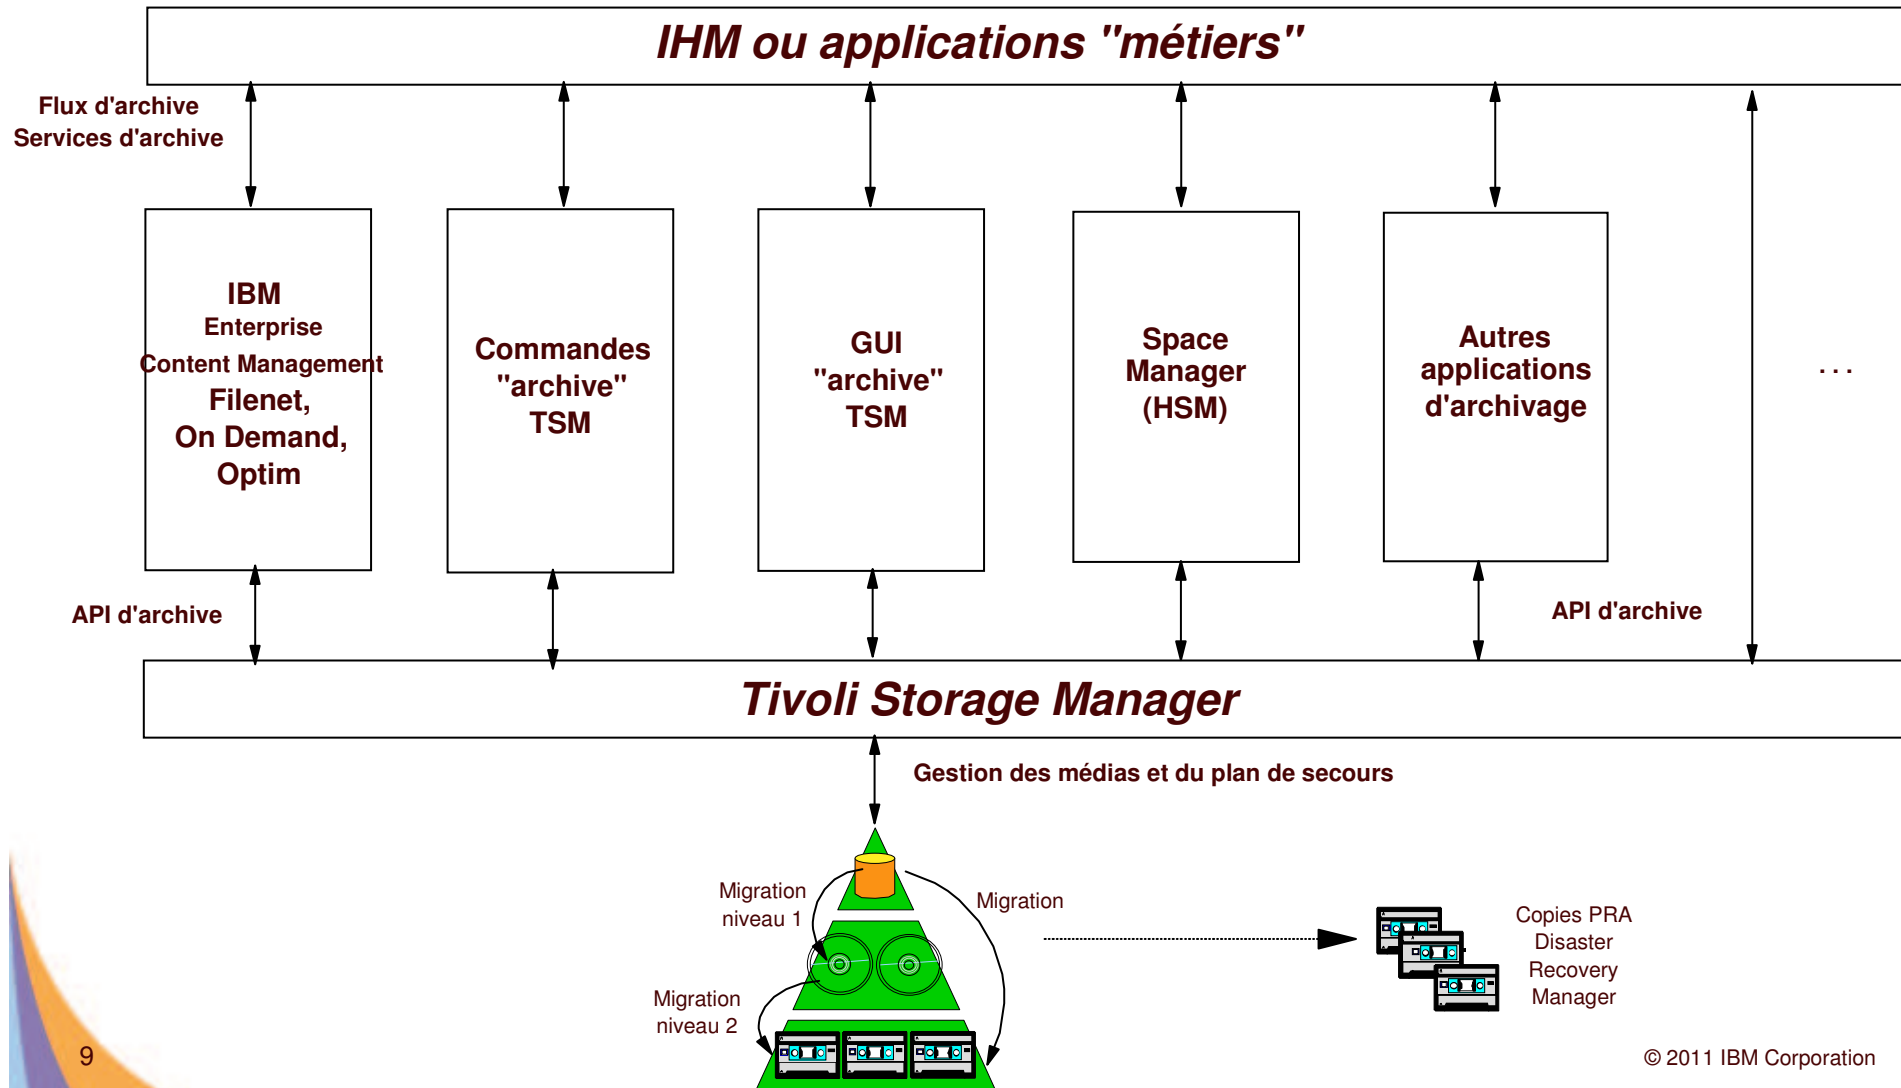 IHM ou applications "métiers"
Flux d'archive
Services d'archive
IBM
Enterprise
Content Management
Filenet,
On Demand,
Optim
Commandes
"archive"
TSM
GUI
"archive"
TSM
Space
Manager
(HSM)
Autres
applications
d'archivage
...
API d'archive
API d'archive
Tivoli Storage Manager
Gestion des médias et du plan de secours
Migration
niveau 1
Migration
Migration
niveau 2
Copies PRA
Disaster
Recovery
Manager
9
© 2011 IBM Corporation